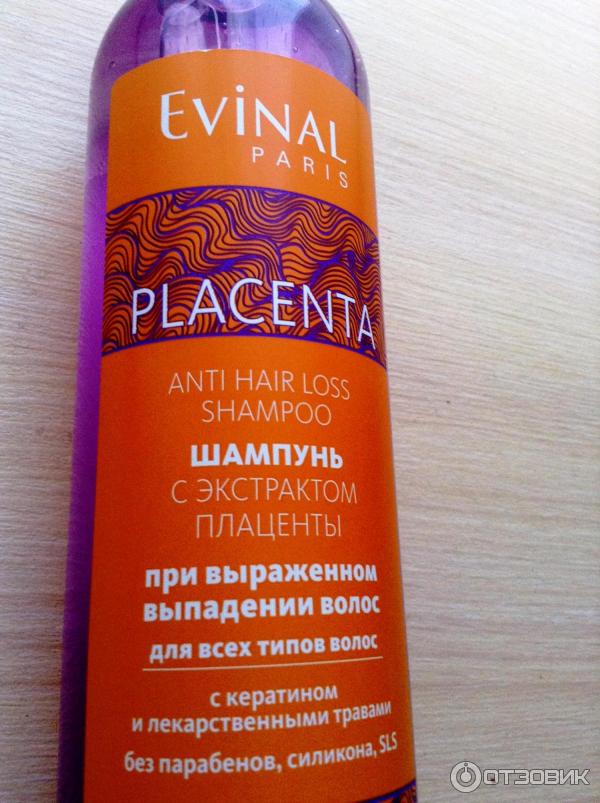 EViNAL
PARIS
PLACENTA
ANTI HAIR LOSS
SHAMPOO
ШАМПУНЬ
С ЭКСТРАКТОМ
ПЛАЦЕНТЫ
при выраженном
выпадении волос
для всех типов волос
с кератином
и лекарственными травами
без парабенов, силикона, SLS
ОТЗОВИК